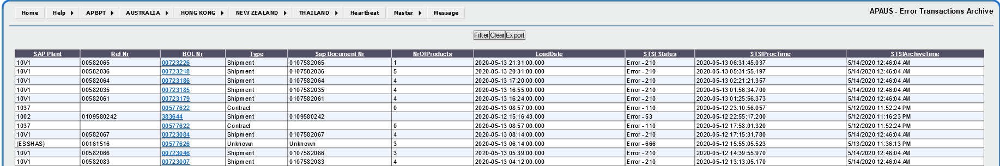 Home Help APBPT AUSTRALIA HONG KONG NEW ZEALAND THAILAND Heartbeat Master Message APAUS - Error Transactions Archive
Filter Clear Export
SAP Plant Ref Nr BOL Nr Type Sap Document Nr NrOfProducts LoadDate STSI Status STSIProcTime STSIArchiveTime
10V1 00582065 00723226 Shipment 0107582065 1 2020-05-13 21:31:00.000 Error - 210 2020-05-13 06:31:45.037 5/14/2020 12:46:04 AM
10V1 00582036 00723218 Shipment 0107582036 5 2020-05-13 20:31:00.000 Error - 210 2020-05-13 05:31:55.197 5/14/2020 12:46:04 AM
10V1 00582064 00723186 Shipment 0107582064 4 2020-05-13 17:20:00.000 Error - 210 2020-05-13 02:21:21.357 5/14/2020 12:46:04 AM
10V1 00582035 00723185 Shipment 0107582035 4 2020-05-13 16:55:00.000 Error - 210 2020-05-13 01:56:34.700 5/14/2020 12:46:04 AM
10V1 00582061 00723179 Shipment 0107582061 4 2020-05-13 16:24:00.000 Error - 210 2020-05-13 01:25:56.373 5/14/2020 12:46:04 AM
1037 00577622 Contract 0 2020-05-13 08:57:00.000 Error - 110 2020-05-12 23:10:56.057 5/12/2020 11:52:24 PM
1002 0109580242 383644 Shipment 0109580242 2020-05-12 15:16:43.000 Error - 53 2020-05-12 22:55:17.200 5/12/2020 11:16:23 PM
1037 00577622 Contract 0 2020-05-13 08:57:00.000 Error - 110 2020-05-12 17:58:01.320 5/12/2020 11:52:24 PM
10V1 00582067 00723084 Shipment 0107582067 4 2020-05-13 08:14:00.000 Error - 210 2020-05-12 17:15:31.780 5/14/2020 12:46:04 AM
(ESSHAS) 00161516 00577626 Unknown Unknown 3 2020-05-13 06:14:00.000 Error - 666 2020-05-12 15:55:05.523 5/13/2020 11:36:13 PM
10V1 00582066 00723046 Shipment 0107582066 3 2020-05-13 05:39:00.000 Error - 210 2020-05-12 14:39:55.970 5/14/2020 12:46:04 AM
10V1 00582083 00723007 Shipment 0107582083 4 2020-05-13 04:12:00.000 Error - 210 2020-05-12 13:13:05.170 5/14/2020 12:46:04 AM